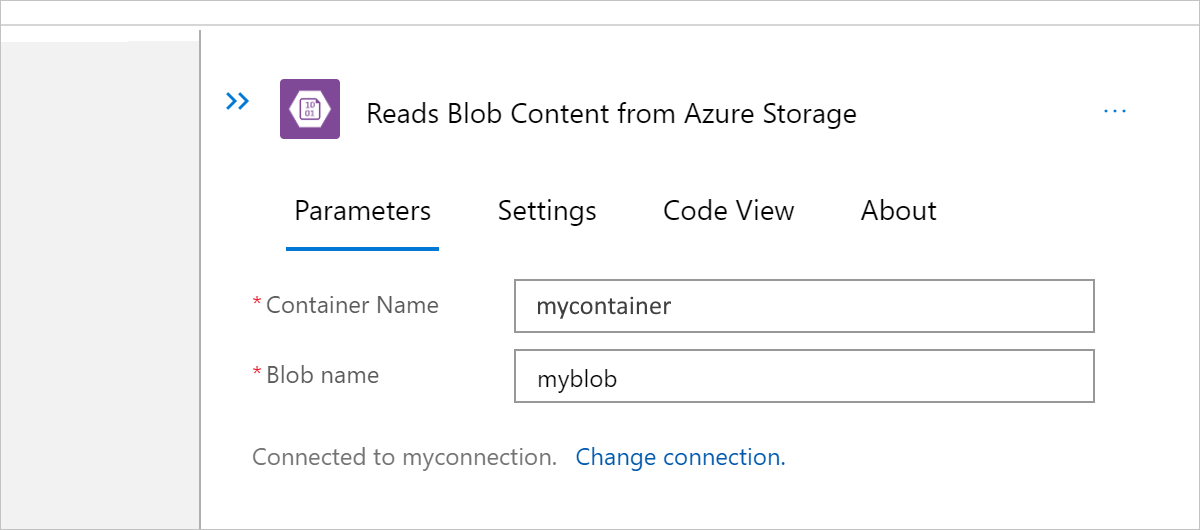 Reads Blob Content from Azure Storage
Parameters Settings Code View About
* Container Name mycontainer
* Blob name myblob
Connected to myconnection. Change connection.